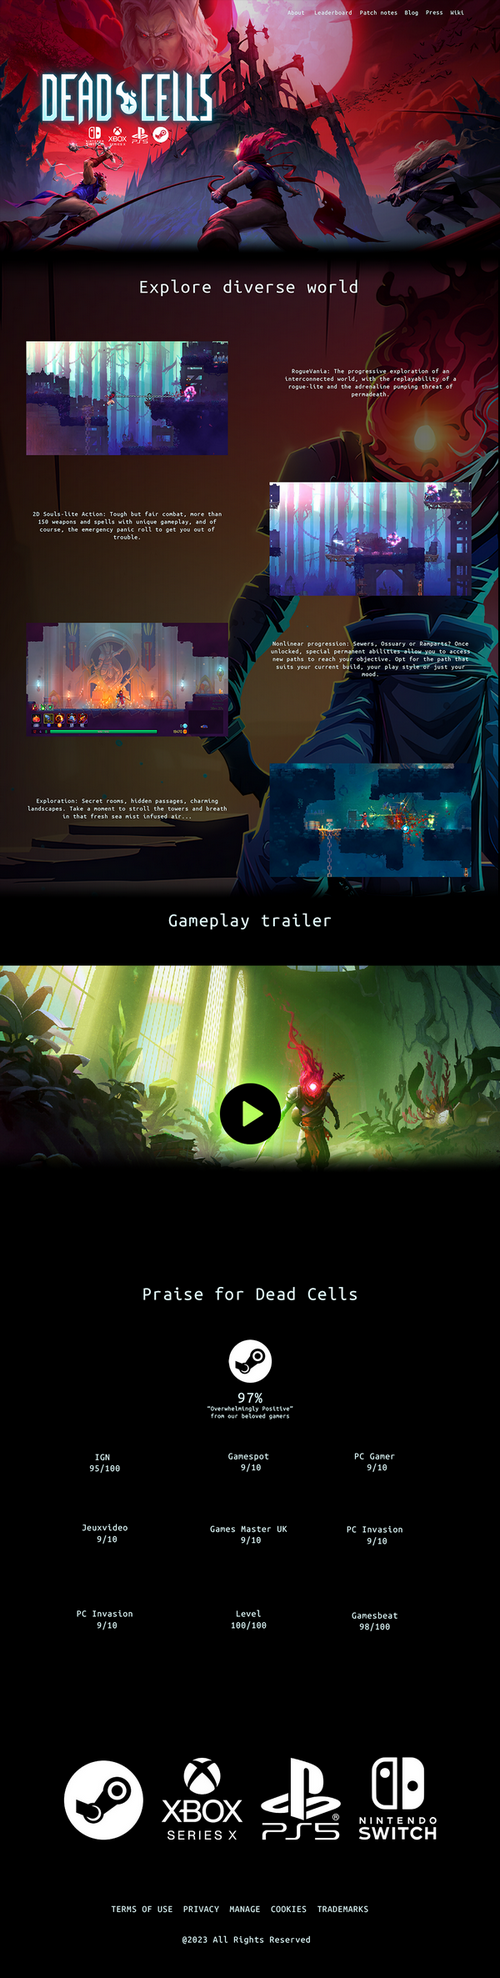 About Leaderboard Patch notes Blog Press Wiki
DEAD CELLS
NINTENDO SWITCH XBOX SERIES X PS5
Explore diverse world
RogueVania: The progressive exploration of an
interconnected world, with the replayability of a
rogue-lite and the adrenaline pumping threat of
permadeath.
2D Souls-lite Action: Tough but fair combat, more than
150 weapons and spells with unique gameplay, and of
course, the emergency panic roll to get you out of
trouble.
Nonlinear progression: Sewers, Ossuary or Ramparts? Once
unlocked, special permanent abilities allow you to access
new paths to reach your objective. Opt for the path that
suits your current build, your play style or just your
mood.
Exploration: Secret rooms, hidden passages, charming
landscapes. Take a moment to stroll the towers and breath
in that fresh sea mist infused air...
Gameplay trailer
Praise for Dead Cells
97%
"Overwhelmingly Positive"
from our beloved gamers
IGN
95/100
Gamespot
9/10
PC Gamer
9/10
Jeuxvideo
9/10
Games Master UK
9/10
PC Invasion
9/10
PC Invasion
9/10
Level
100/100
Gamesbeat
98/100
XBOX
SERIES X
PS5®
NINTENDO
SWITCH
TERMS OF USE PRIVACY MANAGE COOKIES TRADEMARKS
@2023 All Rights Reserved